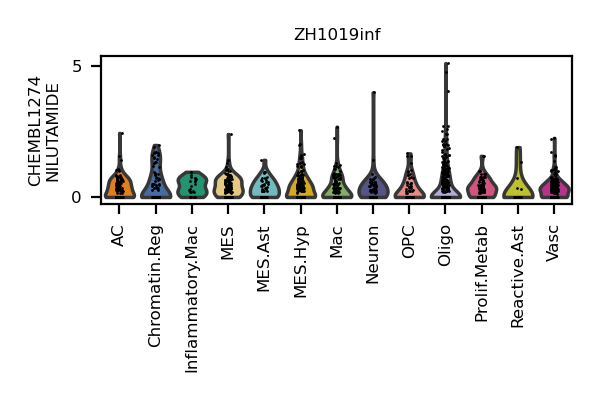 ZH1019inf
CHEMBL1274
NILUTAMIDE
5
0
AC
Chromatin.Reg
Inflammatory.Mac
MES
MES.Ast
MES.Hyp
Mac
Neuron
OPC
Oligo
Prolif.Metab
Reactive.Ast
Vasc